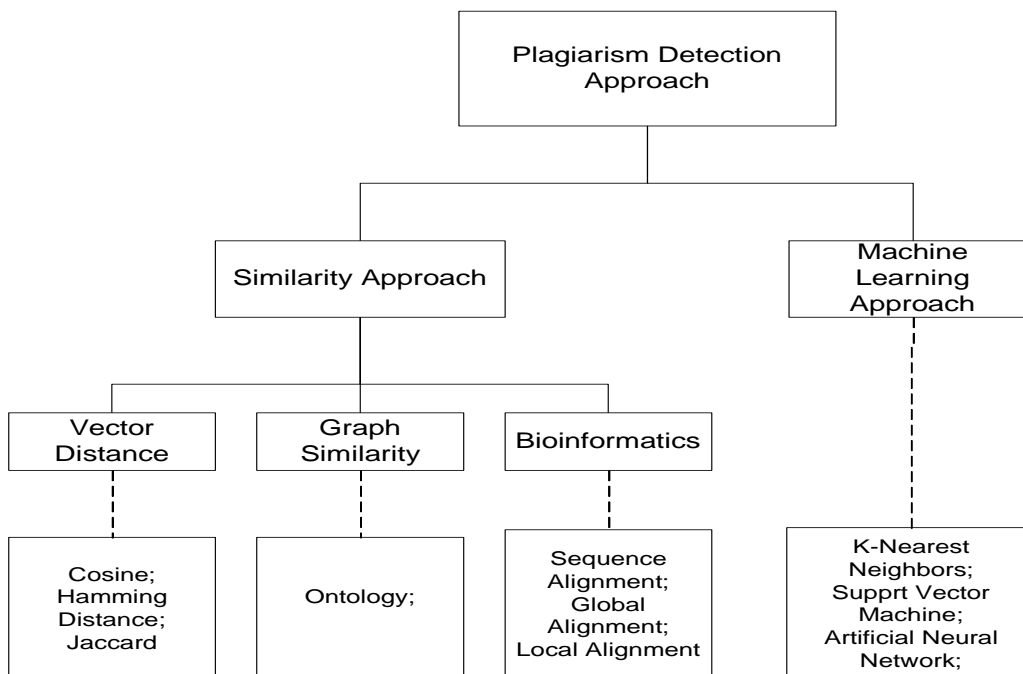 Plagiarism Detection
Approach
Similarity Approach
Machine
Learning
Approach
Vector
Distance
Graph
Similarity
Bioinformatics
Cosine;
Hamming
Distance;
Jaccard
Ontology;
Sequence
Alignment;
Global
Alignment;
Local Alignment
K-Nearest
Neighbors;
Supprt Vector
Machine;
Artificial Neural
Network;